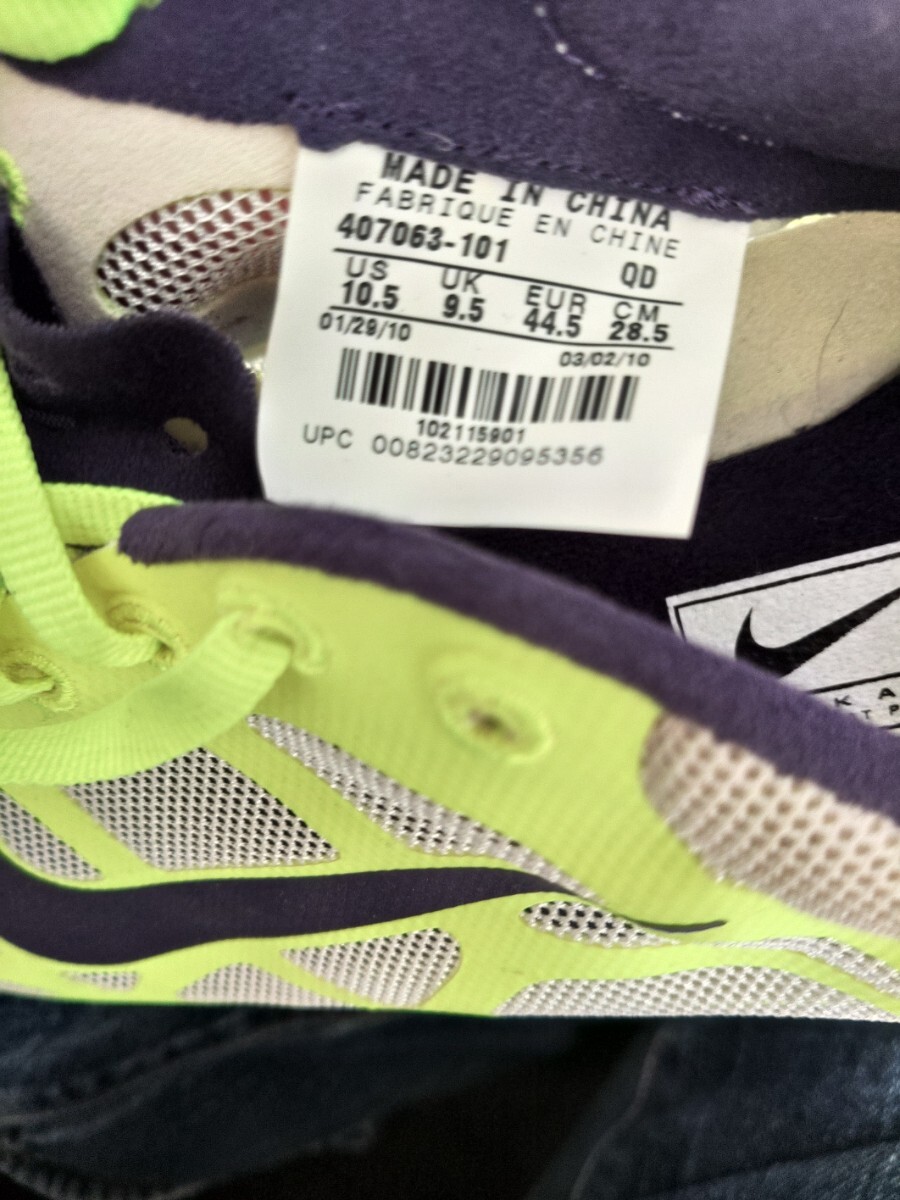 MADE IN CHINA
FABRIQUE EN CHINE
407063-101 QD
US UK EUR CM
10.5 9.5 44.5 28.5
01/29/10 03/02/10
102115901
UPC 00823229095356